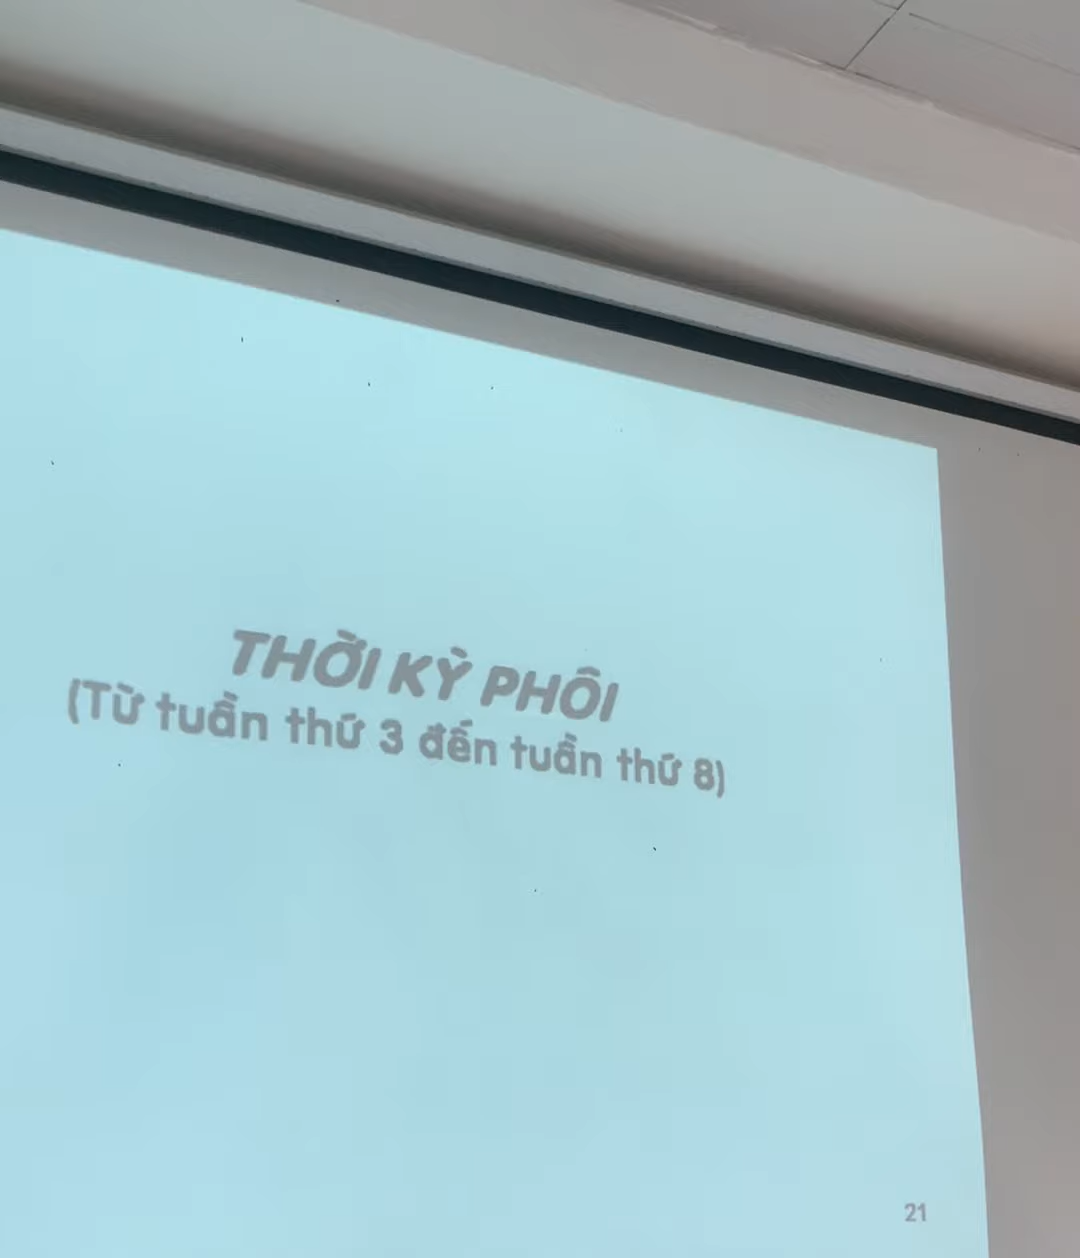 THỜI KỲ PHÔI
(Từ tuần thứ 3 đến tuần thứ 8)
21